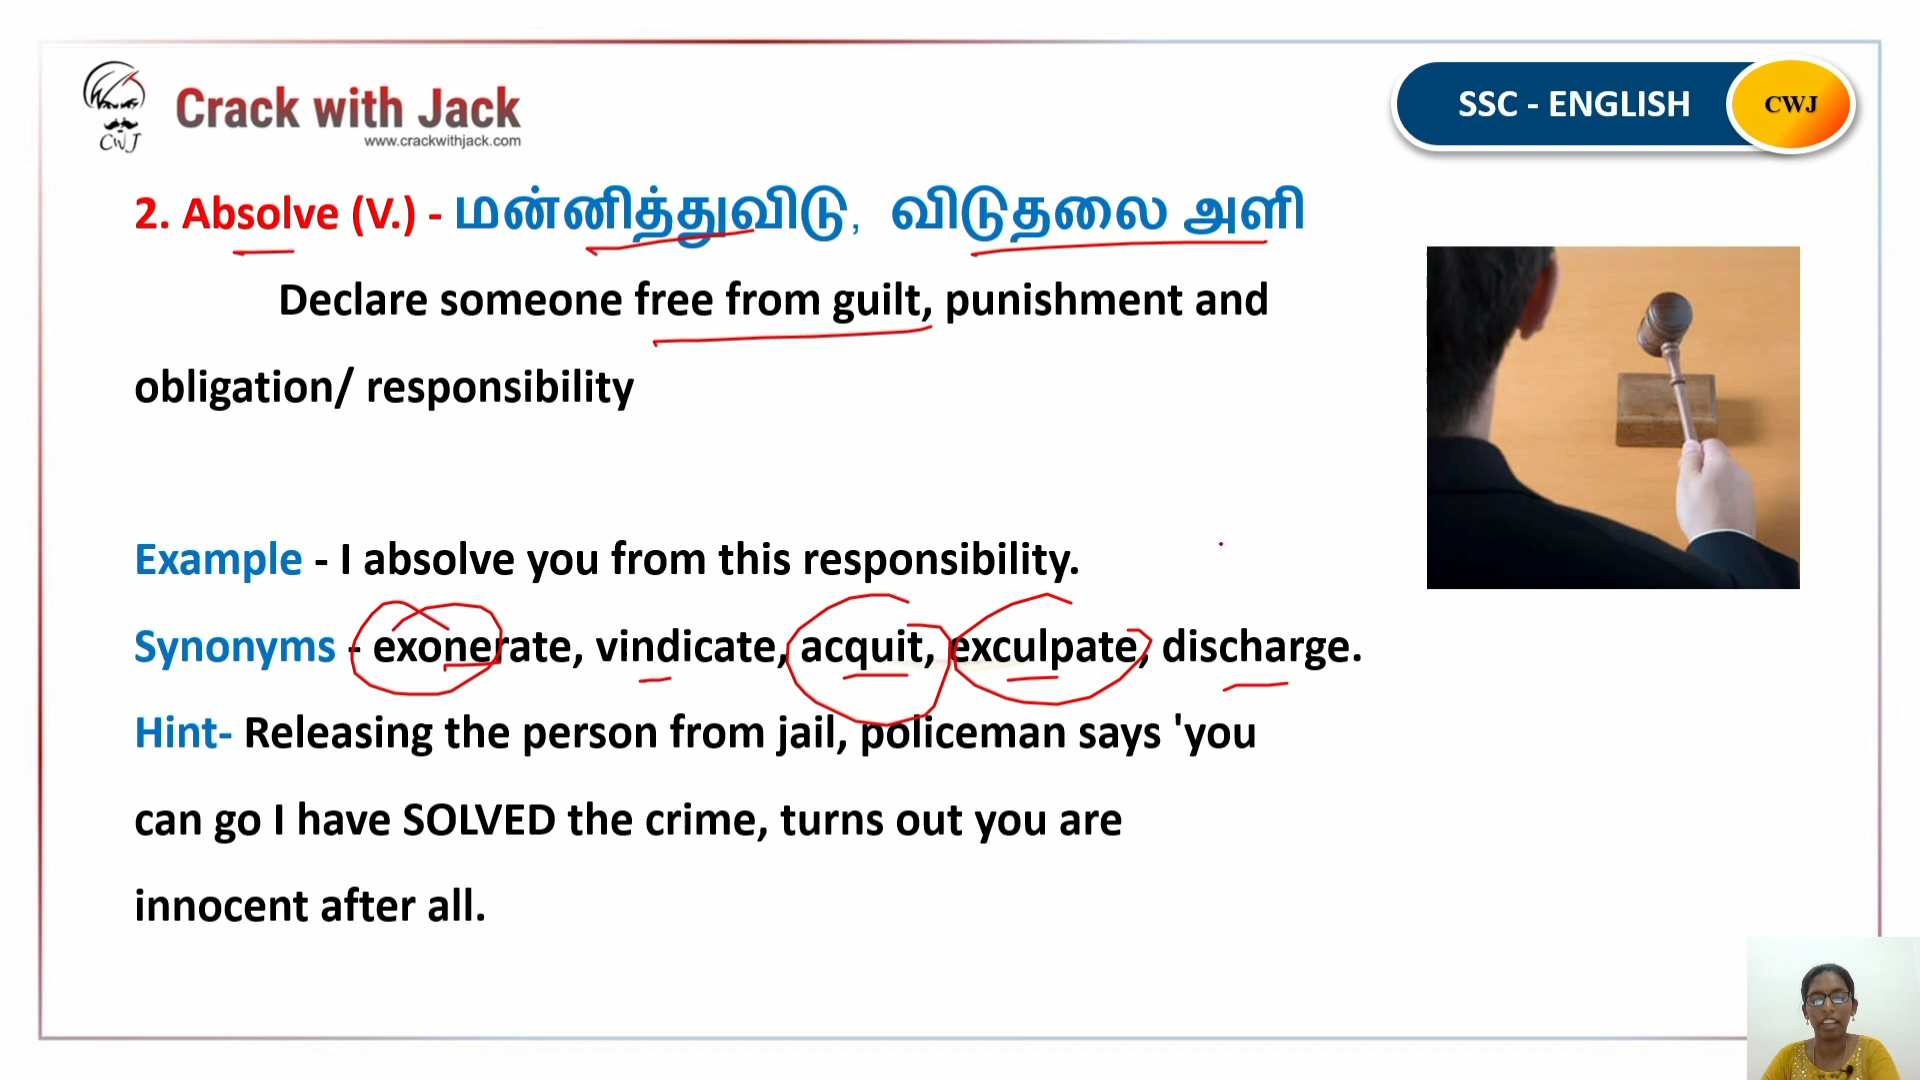 Crack with Jack
www.crackwithjack.com
CWJ
SSC - ENGLISH
CWJ
2. Absolve (V.) - மன்னித்துவிடு, விடுதலை அளி
Declare someone free from guilt, punishment and
obligation/ responsibility
Example - I absolve you from this responsibility.
Synonyms - exonerate, vindicate, acquit, exculpate, discharge.
Hint- Releasing the person from jail, policeman says 'you
can go I have SOLVED the crime, turns out you are
innocent after all.